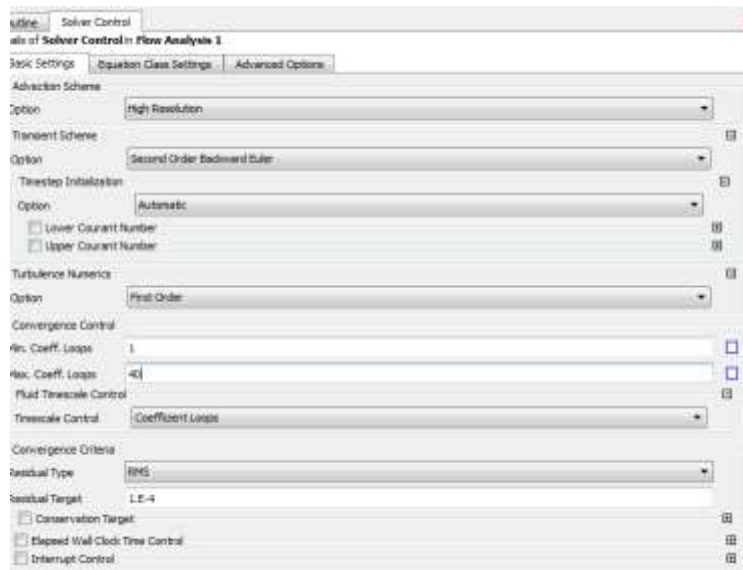 utline Solver Control
ails of Solver Control in Flow Analysis 1
Basic Settings Equation Class Settings Advanced Options
Advection Scheme
Option High Resolution
Transient Scheme
Option Second Order Backward Euler
Timestep Initialization
Option Automatic
Lower Courant Number
Upper Courant Number
Turbulence Numerics
Option First Order
Convergence Control
Min. Coeff. Loops 1
Max. Coeff. Loops 40
Fluid Timescale Control
Timescale Control Coefficient Loops
Convergence Criteria
Residual Type RMS
Residual Target 1.E-4
Conservation Target
Elapsed Wall Clock Time Control
Interrupt Control